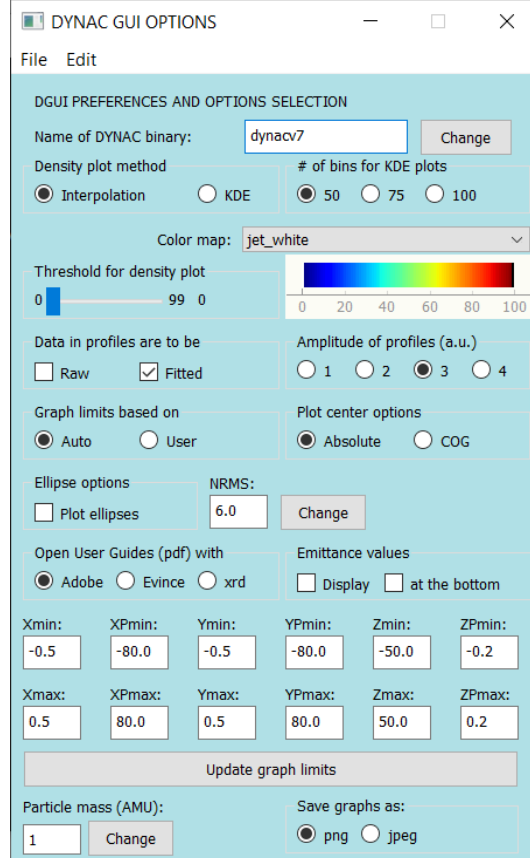 DYNAC GUI OPTIONS
File Edit
DGUI PREFERENCES AND OPTIONS SELECTION
Name of DYNAC binary: dynacv7 Change
Density plot method # of bins for KDE plots
Interpolation KDE 50 75 100
Color map: jet_white
Threshold for density plot
0 99 0
0 20 40 60 80 100
Data in profiles are to be Amplitude of profiles (a.u.)
Raw Fitted 1 2 3 4
Graph limits based on Plot center options
Auto User Absolute COG
Ellipse options NRMS:
Plot ellipses 6.0 Change
Open User Guides (pdf) with Emittance values
Adobe Evince xrd Display at the bottom
Xmin: XPmin: Ymin: YPmin: Zmin: ZPmin:
-0.5 -80.0 -0.5 -80.0 -50.0 -0.2
Xmax: XPmax: Ymax: YPmax: Zmax: ZPmax:
0.5 80.0 0.5 80.0 50.0 0.2
Update graph limits
Particle mass (AMU): Save graphs as:
1 Change png jpeg